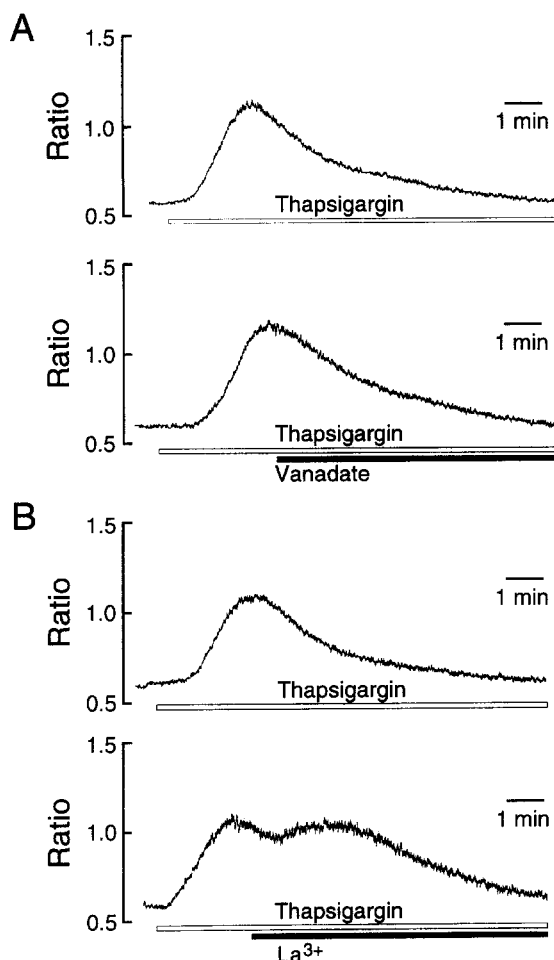 A
1.5
Ratio
1.0
1 min
Thapsigargin
0.5
1.5
Ratio
1.0
1 min
Thapsigargin
0.5
Vanadate
B
1.5
Ratio
1.0
1 min
Thapsigargin
0.5
1.5
Ratio
1.0
1 min
Thapsigargin
0.5
La³⁺